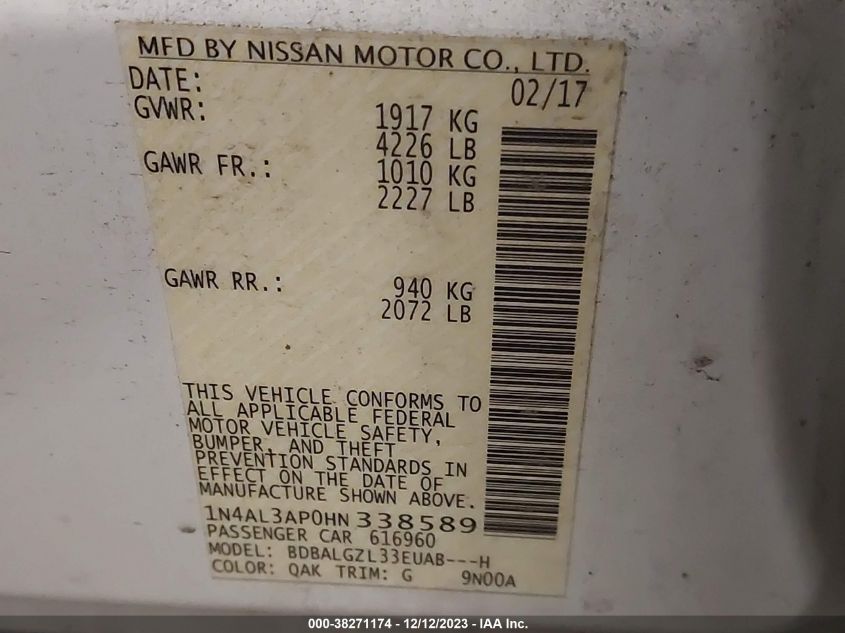 MFD BY NISSAN MOTOR CO., LTD.
DATE: 02/17
GVWR: 1917 KG
4226 LB
GAWR FR.: 1010 KG
2227 LB
GAWR RR.: 940 KG
2072 LB
THIS VEHICLE CONFORMS TO
ALL APPLICABLE FEDERAL
MOTOR VEHICLE SAFETY,
BUMPER, AND THEFT
PREVENTION STANDARDS IN
EFFECT ON THE DATE OF
MANUFACTURE SHOWN ABOVE.
1N4AL3AP0HN 338589
PASSENGER CAR 616960
MODEL: BDBALGZL33EUAB---H
COLOR: QAK TRIM: G 9N00A
000-38271174 - 12/12/2023 - IAA Inc.